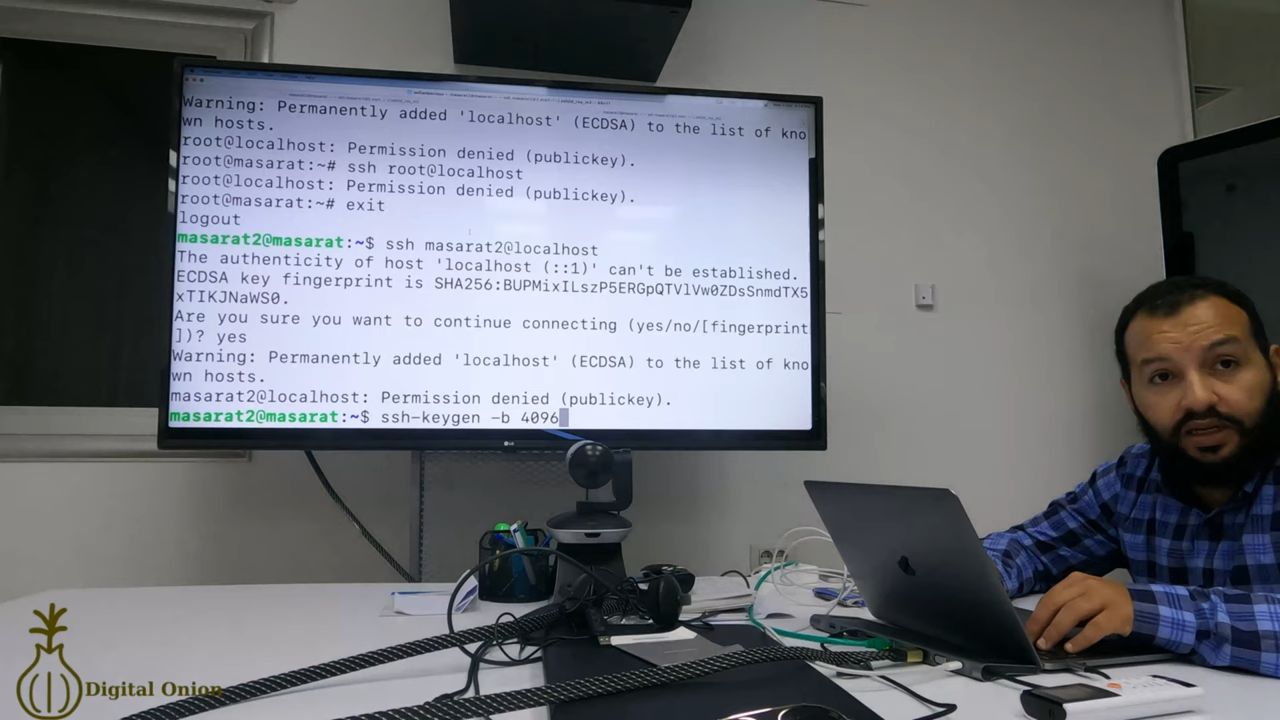 Warning: Permanently added 'localhost' (ECDSA) to the list of kno
wn hosts.
root@localhost: Permission denied (publickey).
root@masarat:~# ssh root@localhost
root@localhost: Permission denied (publickey).
root@masarat:~# exit
logout
masarat2@masarat:~$ ssh masarat2@localhost
The authenticity of host 'localhost (::1)' can't be established.
ECDSA key fingerprint is SHA256:BUPMixILszP5ERGpQTVlVw0ZDsSnmdTX5
xTIKJNaWS0.
Are you sure you want to continue connecting (yes/no/[fingerprint
])? yes
Warning: Permanently added 'localhost' (ECDSA) to the list of kno
wn hosts.
masarat2@localhost: Permission denied (publickey).
masarat2@masarat:~$ ssh-keygen -b 4096
LG
Digital Onion